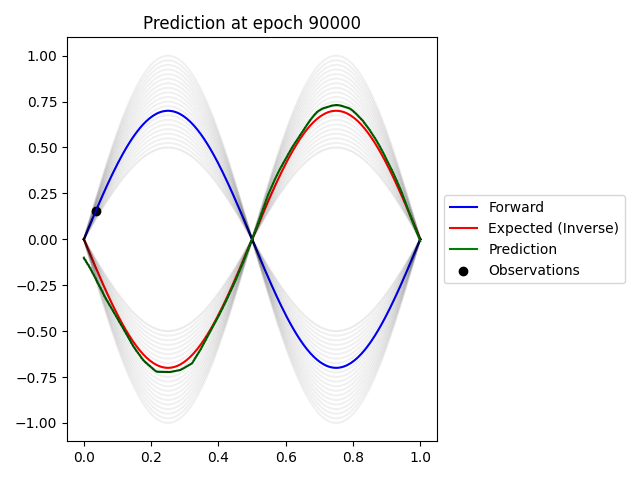 Prediction at epoch 90000
1.00
0.75
0.50
0.25
0.00
−0.25
−0.50
−0.75
−1.00
0.0 0.2 0.4 0.6 0.8 1.0
Forward
Expected (Inverse)
Prediction
Observations